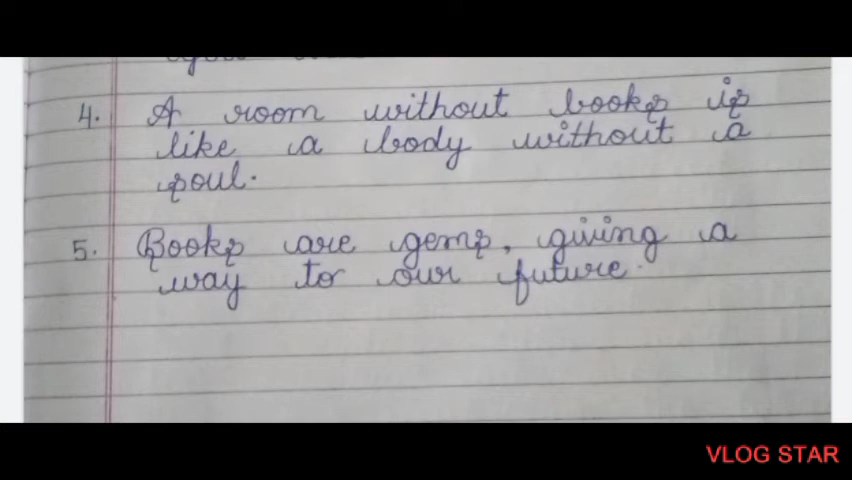 4. A room without books is
like a body without a
soul.
5. Books are gems, giving a
way to our future.
VLOG STAR